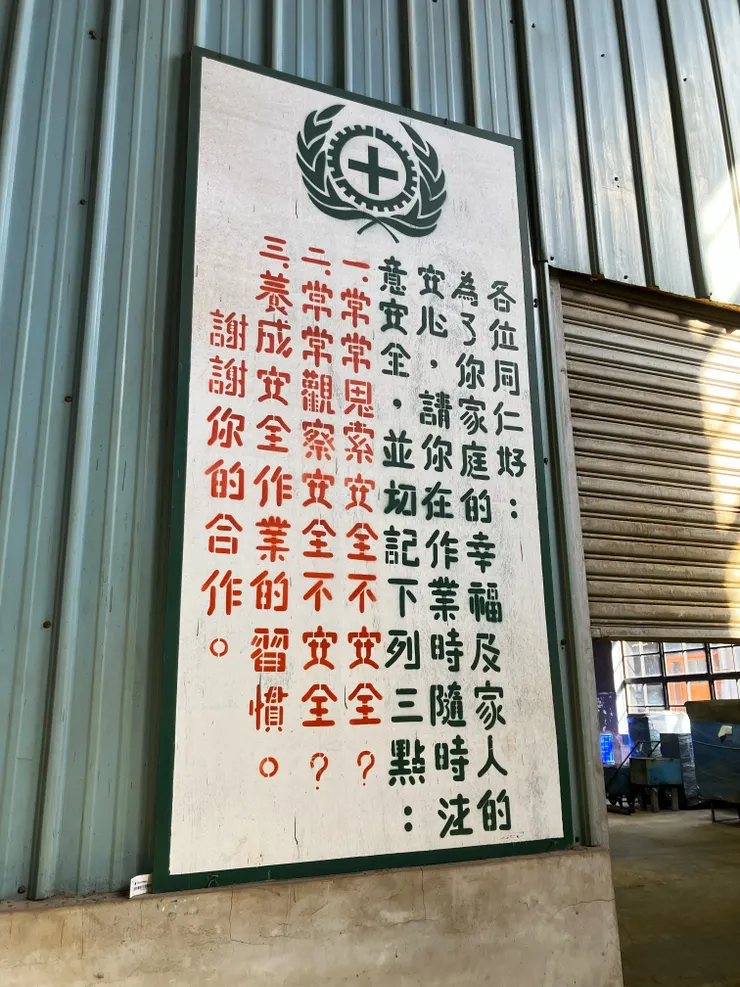 各位同仁好：
為了你家庭的幸福及家人的
安心，請你在作業時隨時注
意安全，並切記下列三點：
一.常常思索安全不安全？
二.常常觀察安全不安全？
三.養成安全作業的習慣。
謝謝你的合作。